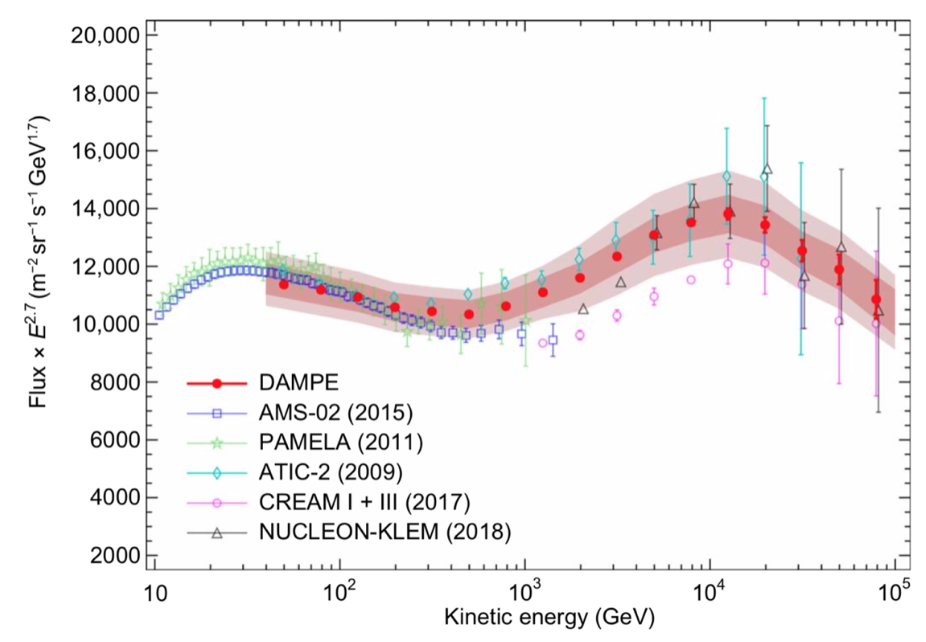 20,000
18,000
16,000
14,000
12,000
10,000
8000
6000
4000
2000
Flux × E^2.7 (m^−2 sr^−1 s^−1 GeV^1.7)
DAMPE
AMS-02 (2015)
PAMELA (2011)
ATIC-2 (2009)
CREAM I + III (2017)
NUCLEON-KLEM (2018)
10 10^2 10^3 10^4 10^5
Kinetic energy (GeV)